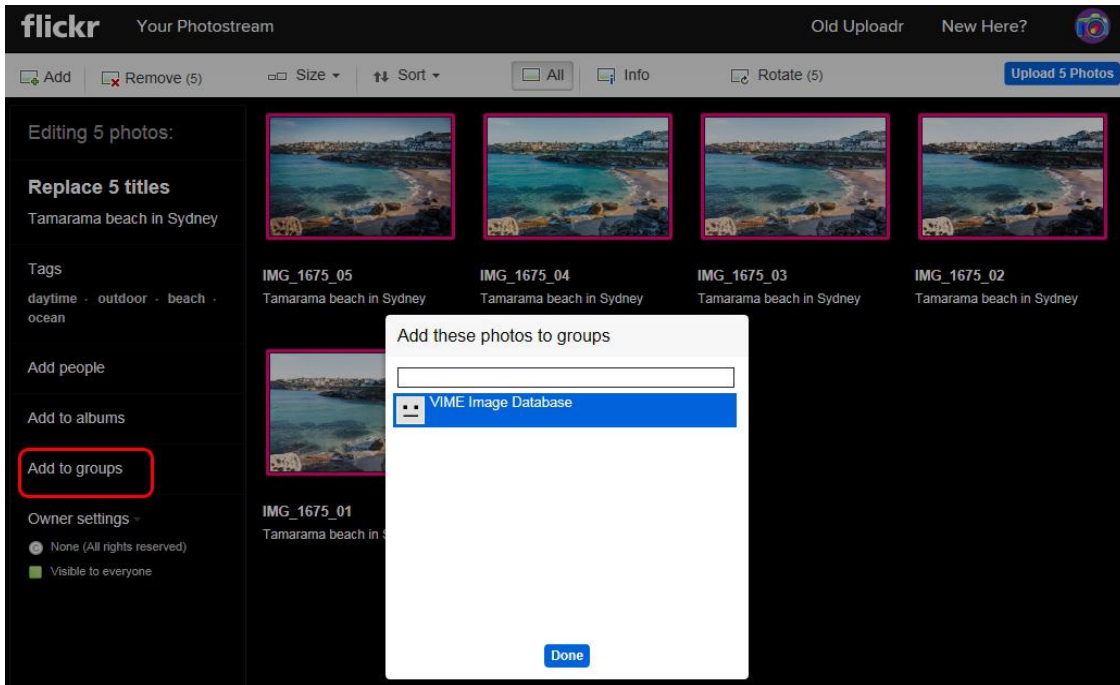 flickr Your Photostream Old Uploadr New Here?
Add Remove (5) Size Sort All Info Rotate (5) Upload 5 Photos
Editing 5 photos:
Replace 5 titles
Tamarama beach in Sydney
Tags
daytime · outdoor · beach ·
ocean
Add people
Add to albums
Add to groups
Owner settings
None (All rights reserved)
Visible to everyone
IMG_1675_05 IMG_1675_04 IMG_1675_03 IMG_1675_02
Tamarama beach in Sydney Tamarama beach in Sydney Tamarama beach in Sydney Tamarama beach in Sydney
IMG_1675_01
Tamarama beach in
Add these photos to groups
VIME Image Database
Done